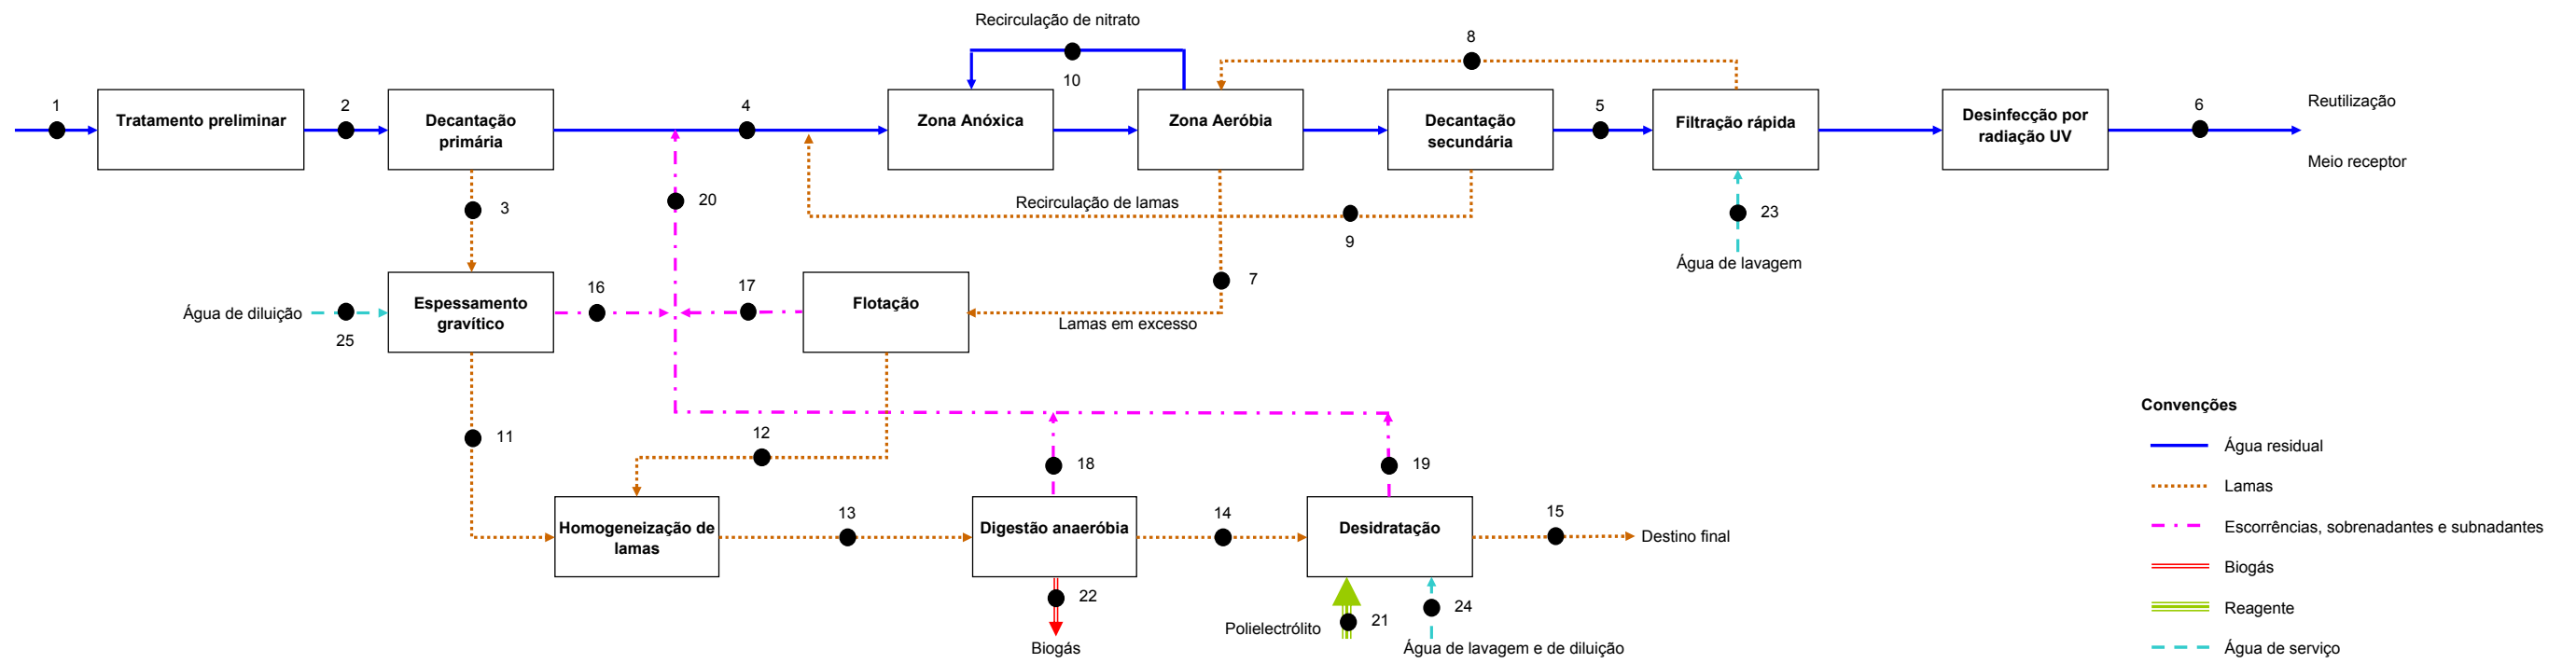 Recirculação de nitrato
10
8
1
Tratamento preliminar
2
Decantação
primária
4
Zona Anóxica
Zona Aeróbia
Decantação
secundária
5
Filtração rápida
Desinfecção por
radiação UV
6
Reutilização
Meio receptor
3
20
Recirculação de lamas
9
23
Água de lavagem
Água de diluição
25
Espessamento
gravítico
16
17
Flotação
7
Lamas em excesso
11
12
18
19
Homogeneização de
lamas
13
Digestão anaeróbia
14
Desidratação
15
Destino final
22
Biogás
Polielectrólito
21
24
Água de lavagem e de diluição
Convenções
Água residual
Lamas
Escorrências, sobrenadantes e subnadantes
Biogás
Reagente
Água de serviço